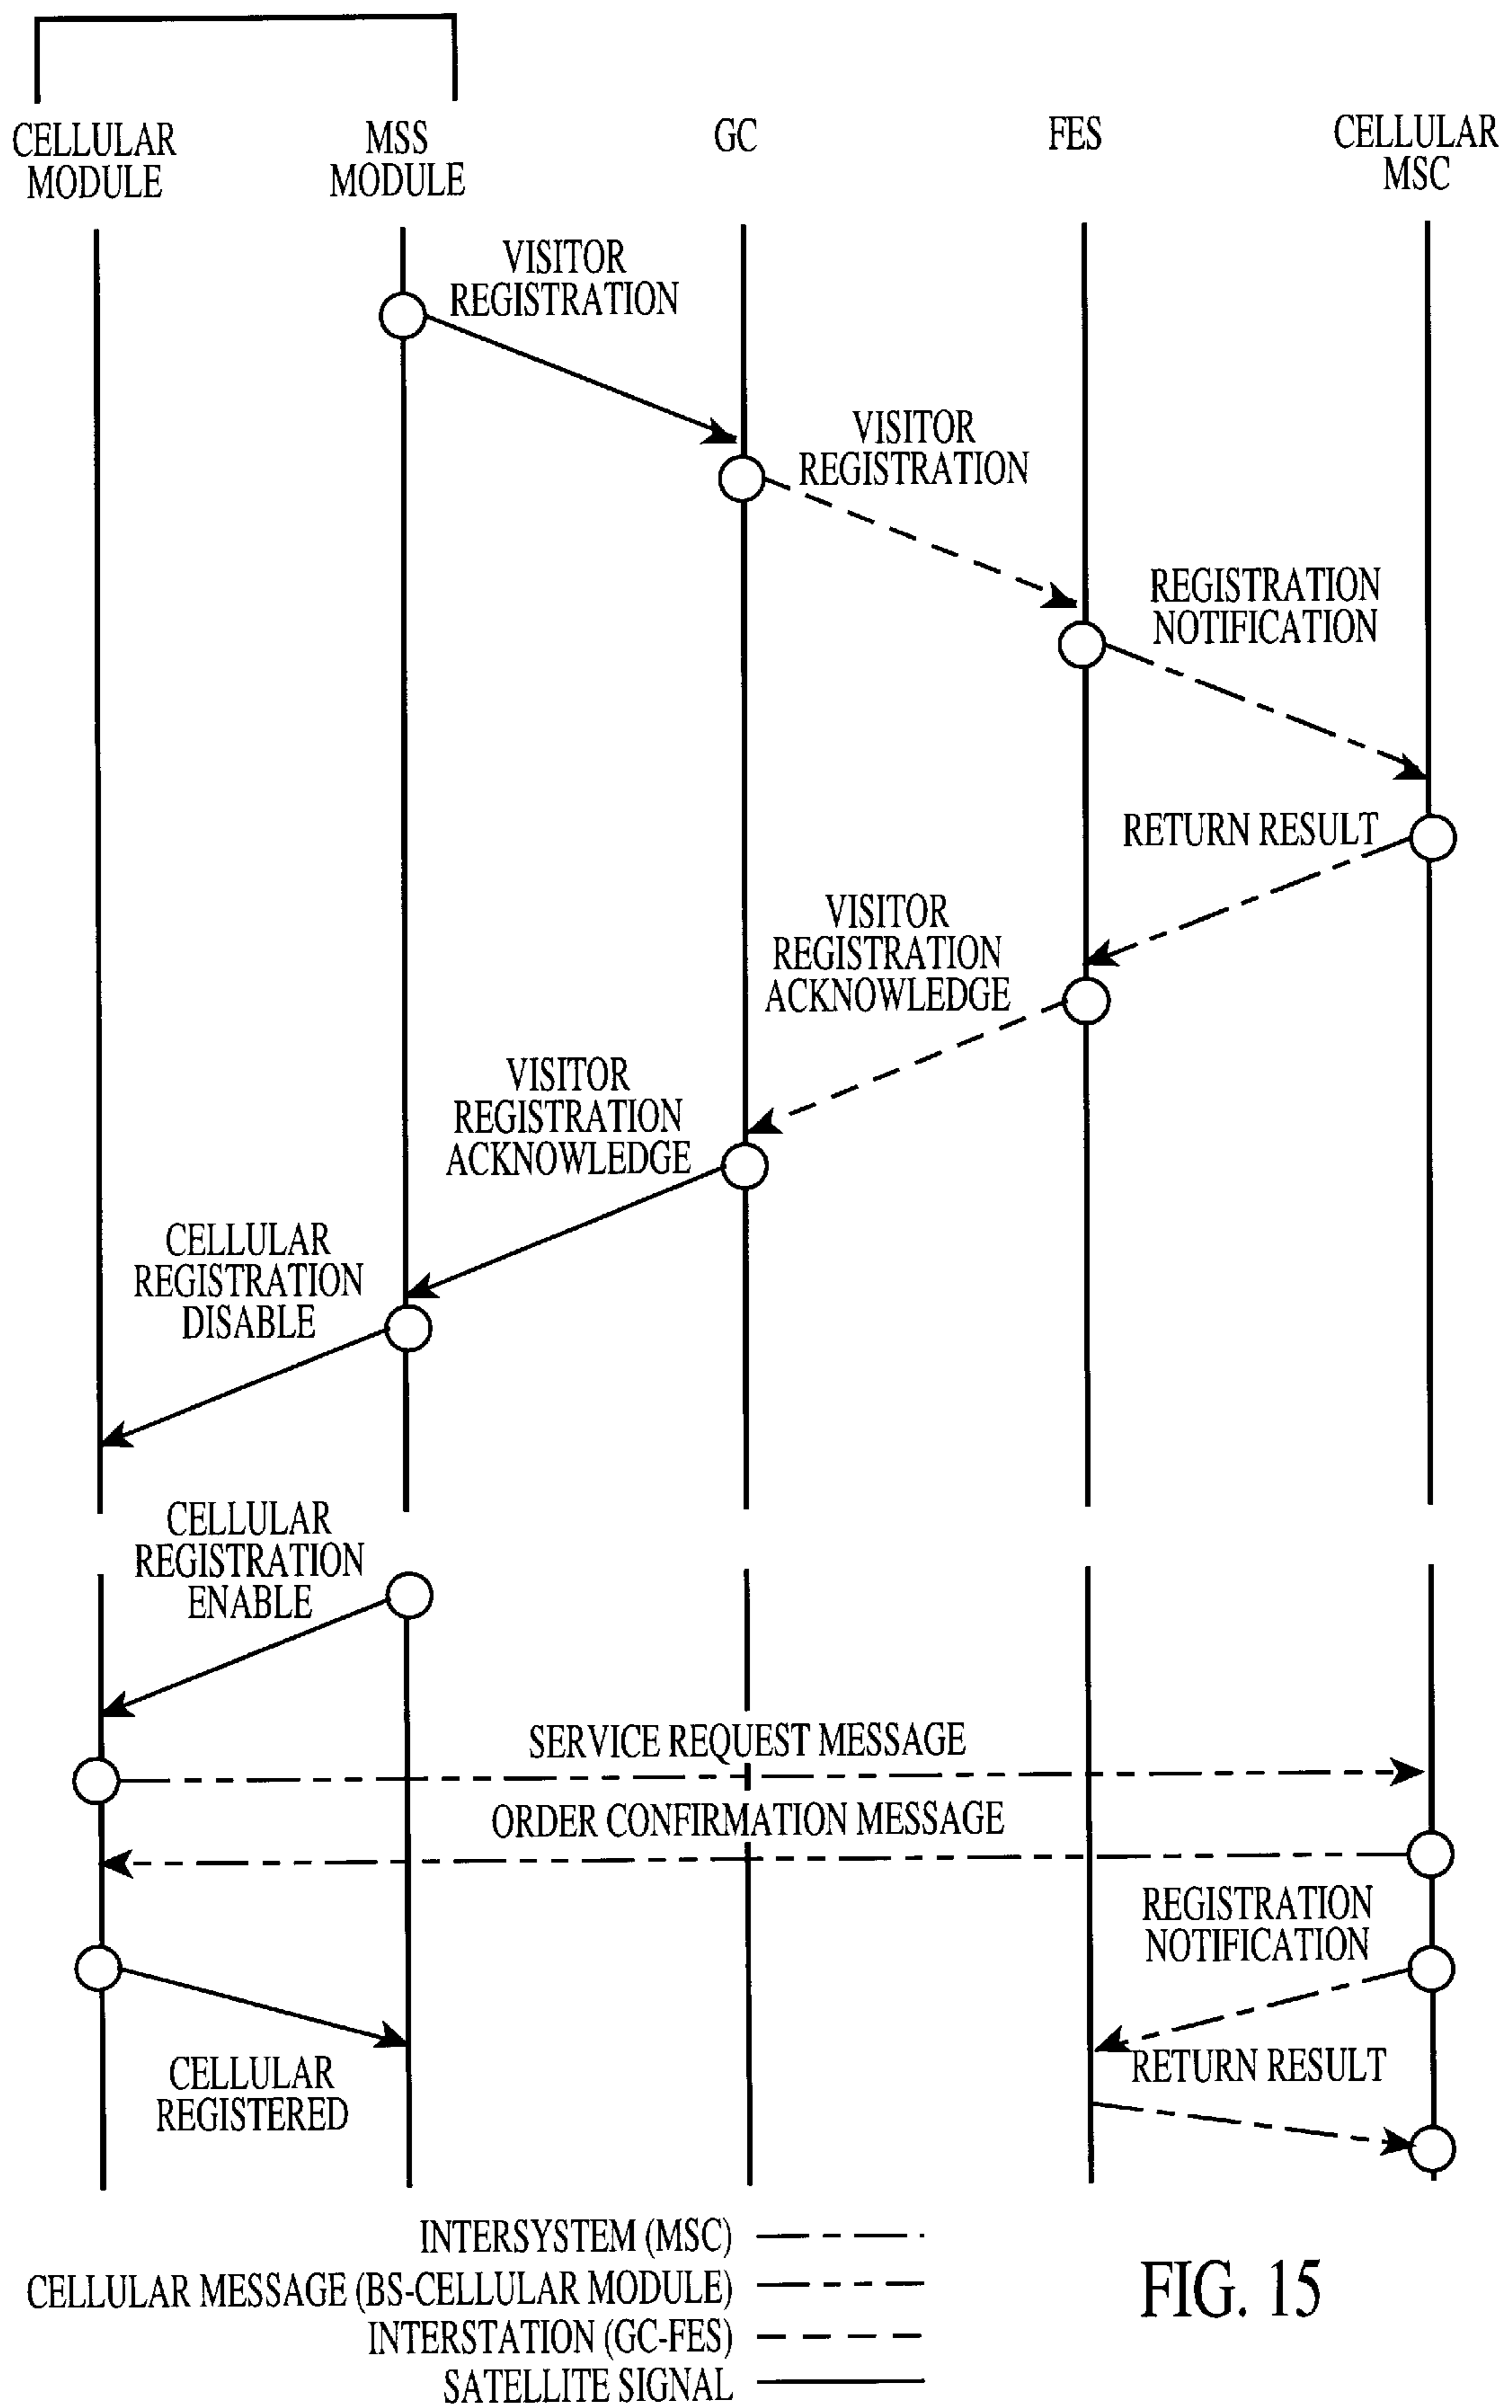 CELLULAR
MODULE
MSS
MODULE
GC
FES
CELLULAR
MSC
VISITOR
REGISTRATION
VISITOR
REGISTRATION
REGISTRATION
NOTIFICATION
RETURN RESULT
VISITOR
REGISTRATION
ACKNOWLEDGE
VISITOR
REGISTRATION
ACKNOWLEDGE
CELLULAR
REGISTRATION
DISABLE
CELLULAR
REGISTRATION
ENABLE
SERVICE REQUEST MESSAGE
ORDER CONFIRMATION MESSAGE
REGISTRATION
NOTIFICATION
RETURN RESULT
CELLULAR
REGISTERED
INTERSYSTEM (MSC)
CELLULAR MESSAGE (BS-CELLULAR MODULE)
INTERSTATION (GC-FES)
SATELLITE SIGNAL
FIG. 15